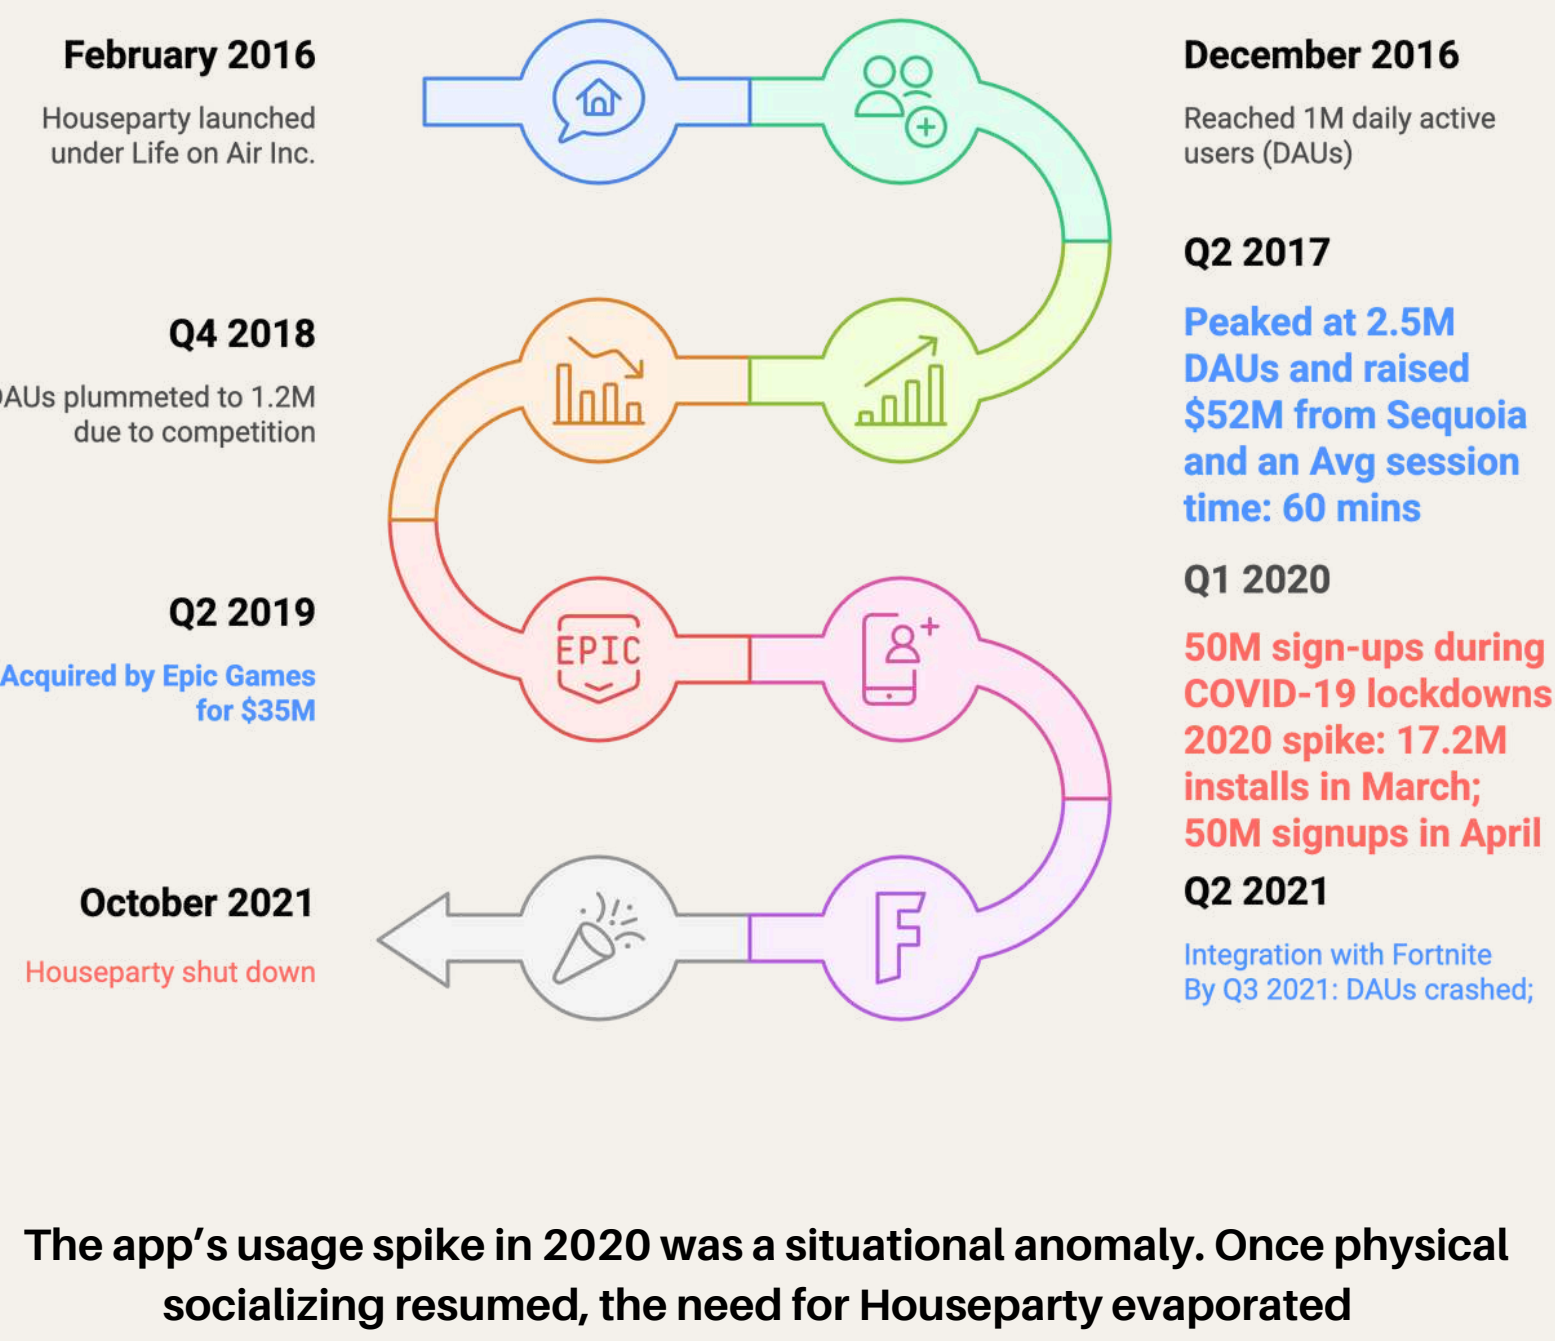 February 2016
Houseparty launched
under Life on Air Inc.
December 2016
Reached 1M daily active
users (DAUs)
Q2 2017
Peaked at 2.5M
DAUs and raised
$52M from Sequoia
and an Avg session
time: 60 mins
Q4 2018
DAUs plummeted to 1.2M
due to competition
Q2 2019
Acquired by Epic Games
for $35M
EPIC
Q1 2020
50M sign-ups during
COVID-19 lockdowns
2020 spike: 17.2M
installs in March;
50M signups in April
Q2 2021
Integration with Fortnite
By Q3 2021: DAUs crashed;
F
October 2021
Houseparty shut down
The app’s usage spike in 2020 was a situational anomaly. Once physical
socializing resumed, the need for Houseparty evaporated